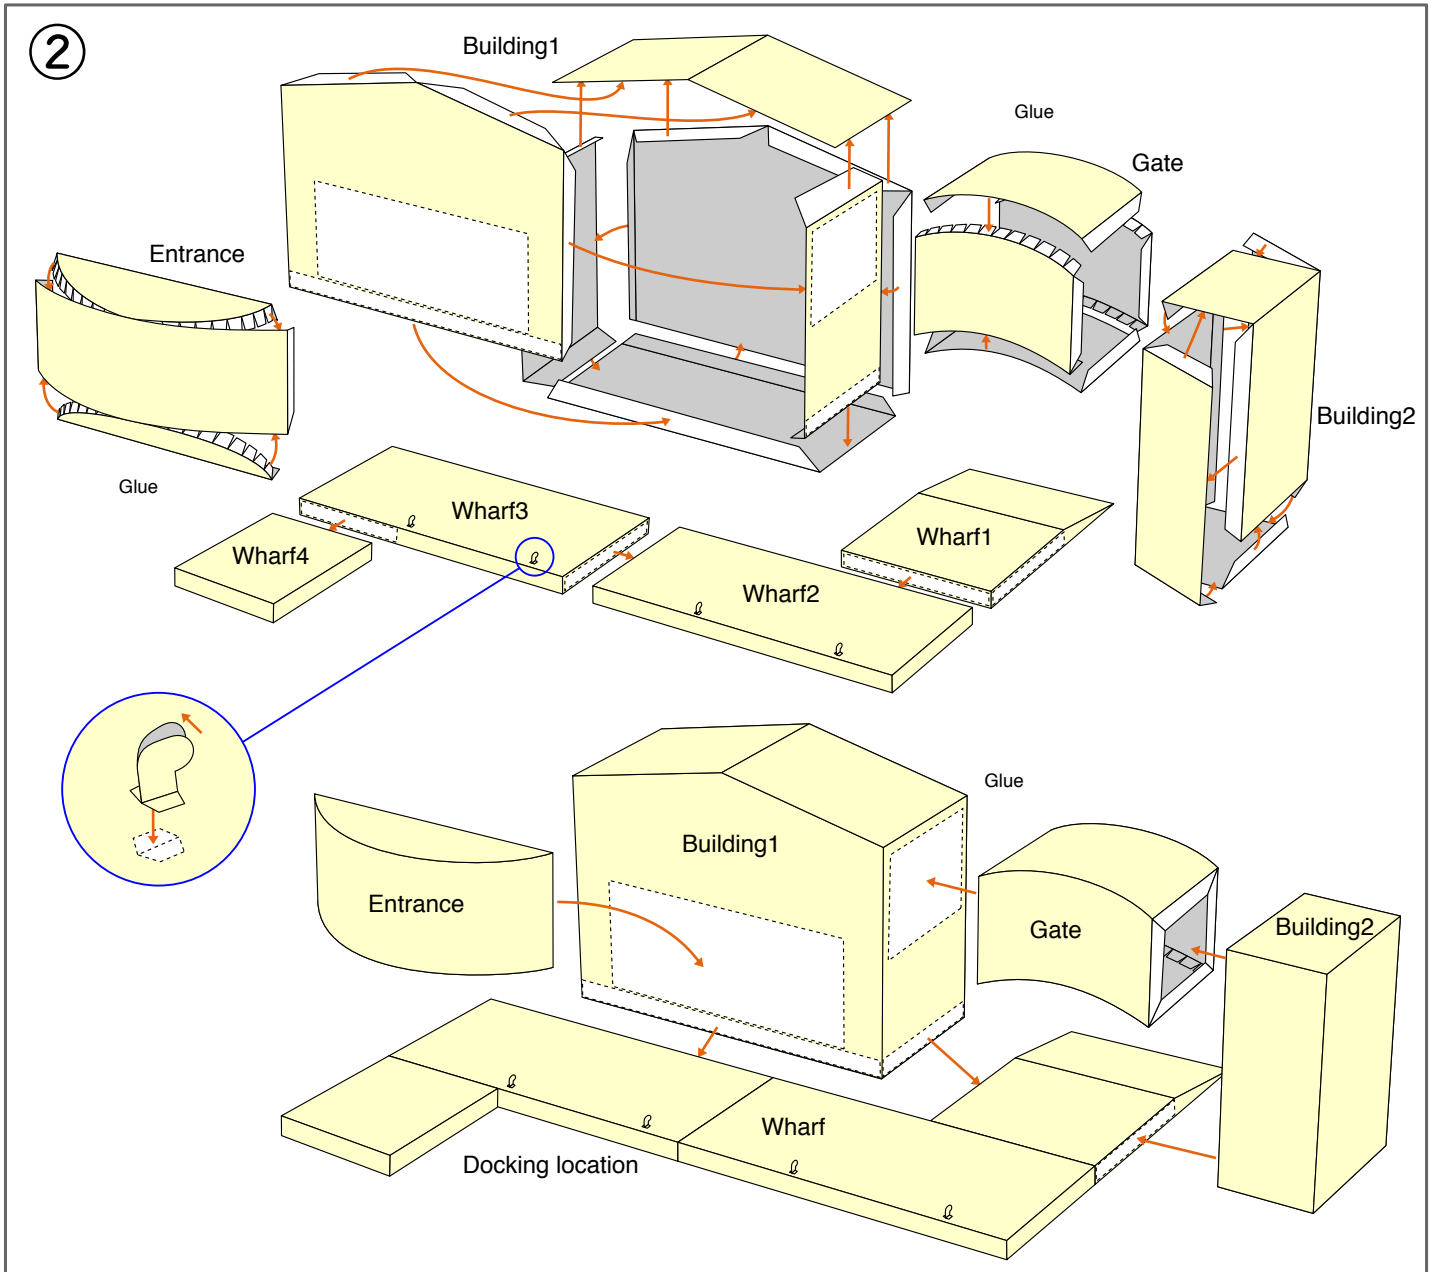 ②
Building1
Glue
Gate
Entrance
Building2
Glue
Wharf3
Wharf4
Wharf1
Wharf2
Glue
Building1
Entrance
Gate
Building2
Wharf
Docking location